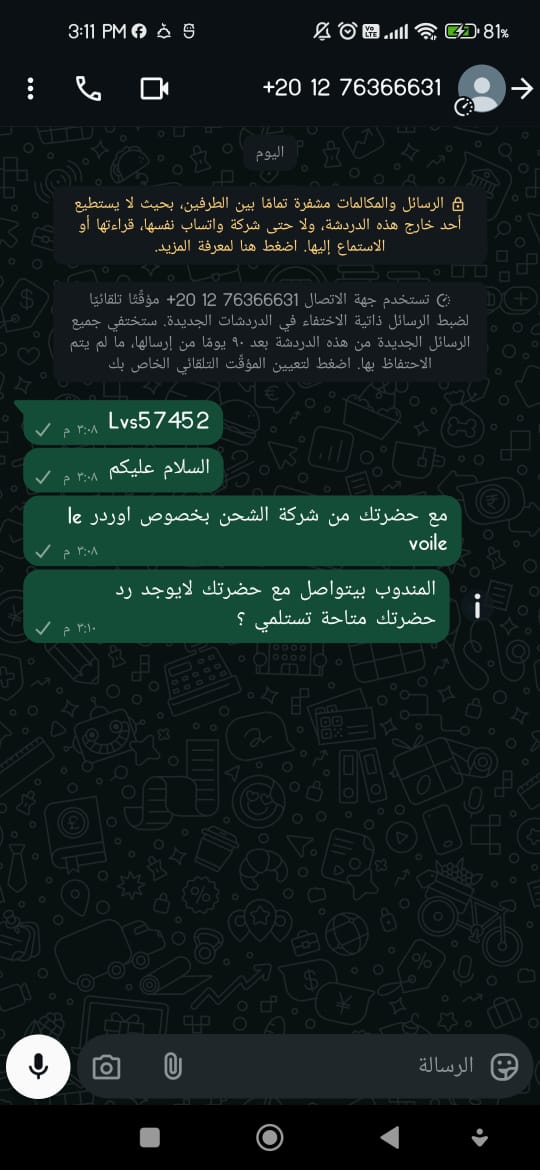 3:11 PM
Vo LTE
81%
+20 12 76366631
اليوم
الرسائل والمكالمات مشفرة تمامًا بين الطرفين، بحيث لا يستطيع
أحد خارج هذه الدردشة، ولا حتى شركة واتساب نفسها، قراءتها أو
الاستماع إليها. اضغط هنا لمعرفة المزيد.
تستخدم جهة الاتصال ‎+20 12 76366631‎ مؤقتًا تلقائيًا
لضبط الرسائل ذاتية الاختفاء في الدردشات الجديدة. ستختفي جميع
الرسائل الجديدة من هذه الدردشة بعد ٩٠ يومًا من إرسالها، ما لم يتم
الاحتفاظ بها. اضغط لتعيين المؤقّت التلقائي الخاص بك
Lvs57452
٣:٠٨ م
السلام عليكم
٣:٠٨ م
مع حضرتك من شركة الشحن بخصوص اوردر le
voile
٣:٠٨ م
المندوب بيتواصل مع حضرتك لايوجد رد
حضرتك متاحة تستلمي ؟
٣:١٠ م
الرسالة